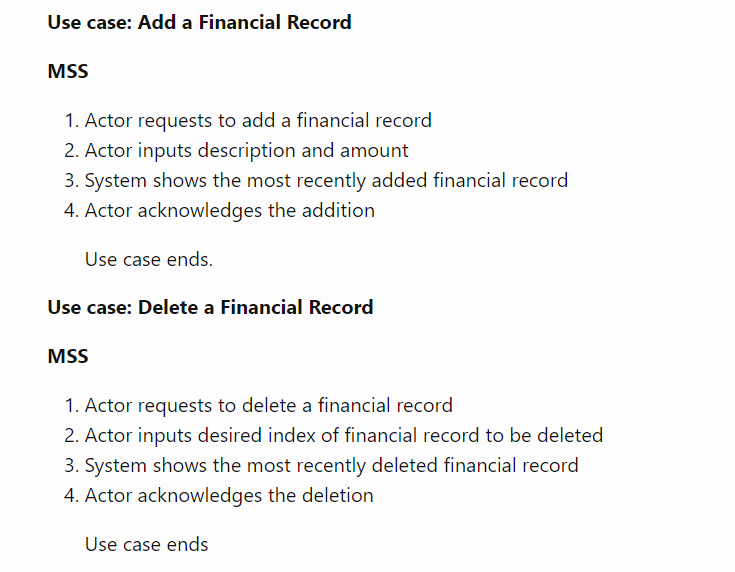 Use case: Add a Financial Record
MSS
1. Actor requests to add a financial record
2. Actor inputs description and amount
3. System shows the most recently added financial record
4. Actor acknowledges the addition
Use case ends.
Use case: Delete a Financial Record
MSS
1. Actor requests to delete a financial record
2. Actor inputs desired index of financial record to be deleted
3. System shows the most recently deleted financial record
4. Actor acknowledges the deletion
Use case ends